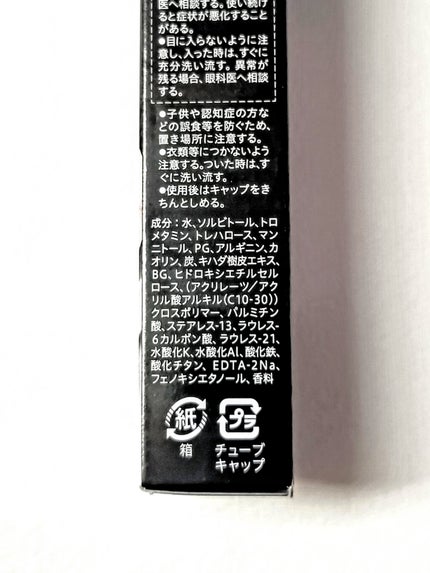 医へ相談する。使い続け
ると症状が悪化すること
がある。
●目に入らないように注
意し、入った時は、すぐに
充分洗い流す。異常が
残る場合、眼科医へ相談
する。
●子供や認知症の方な
どの誤食等を防ぐため、
置き場所に注意する。
●衣類等につかないよう
注意する。ついた時は、す
ぐに洗い流す。
●使用後はキャップをき
ちんとしめる。
成分：水、ソルビトール、トロ
メタミン、トレハロース、マン
ニトール、PG、アルギニン、カ
オリン、炭、キハダ樹皮エキス、
BG、ヒドロキシエチルセル
ロース、（アクリレーツ／アク
リル酸アルキル（C10-30））
クロスポリマー、パルミチン
酸、ステアレス-13、ラウレス-
6カルボン酸、ラウレス-21、
水酸化K、水酸化Al、酸化鉄、
酸化チタン、EDTA-2Na、
フェノキシエタノール、香料
紙 プラ
箱 チューブ
キャップ